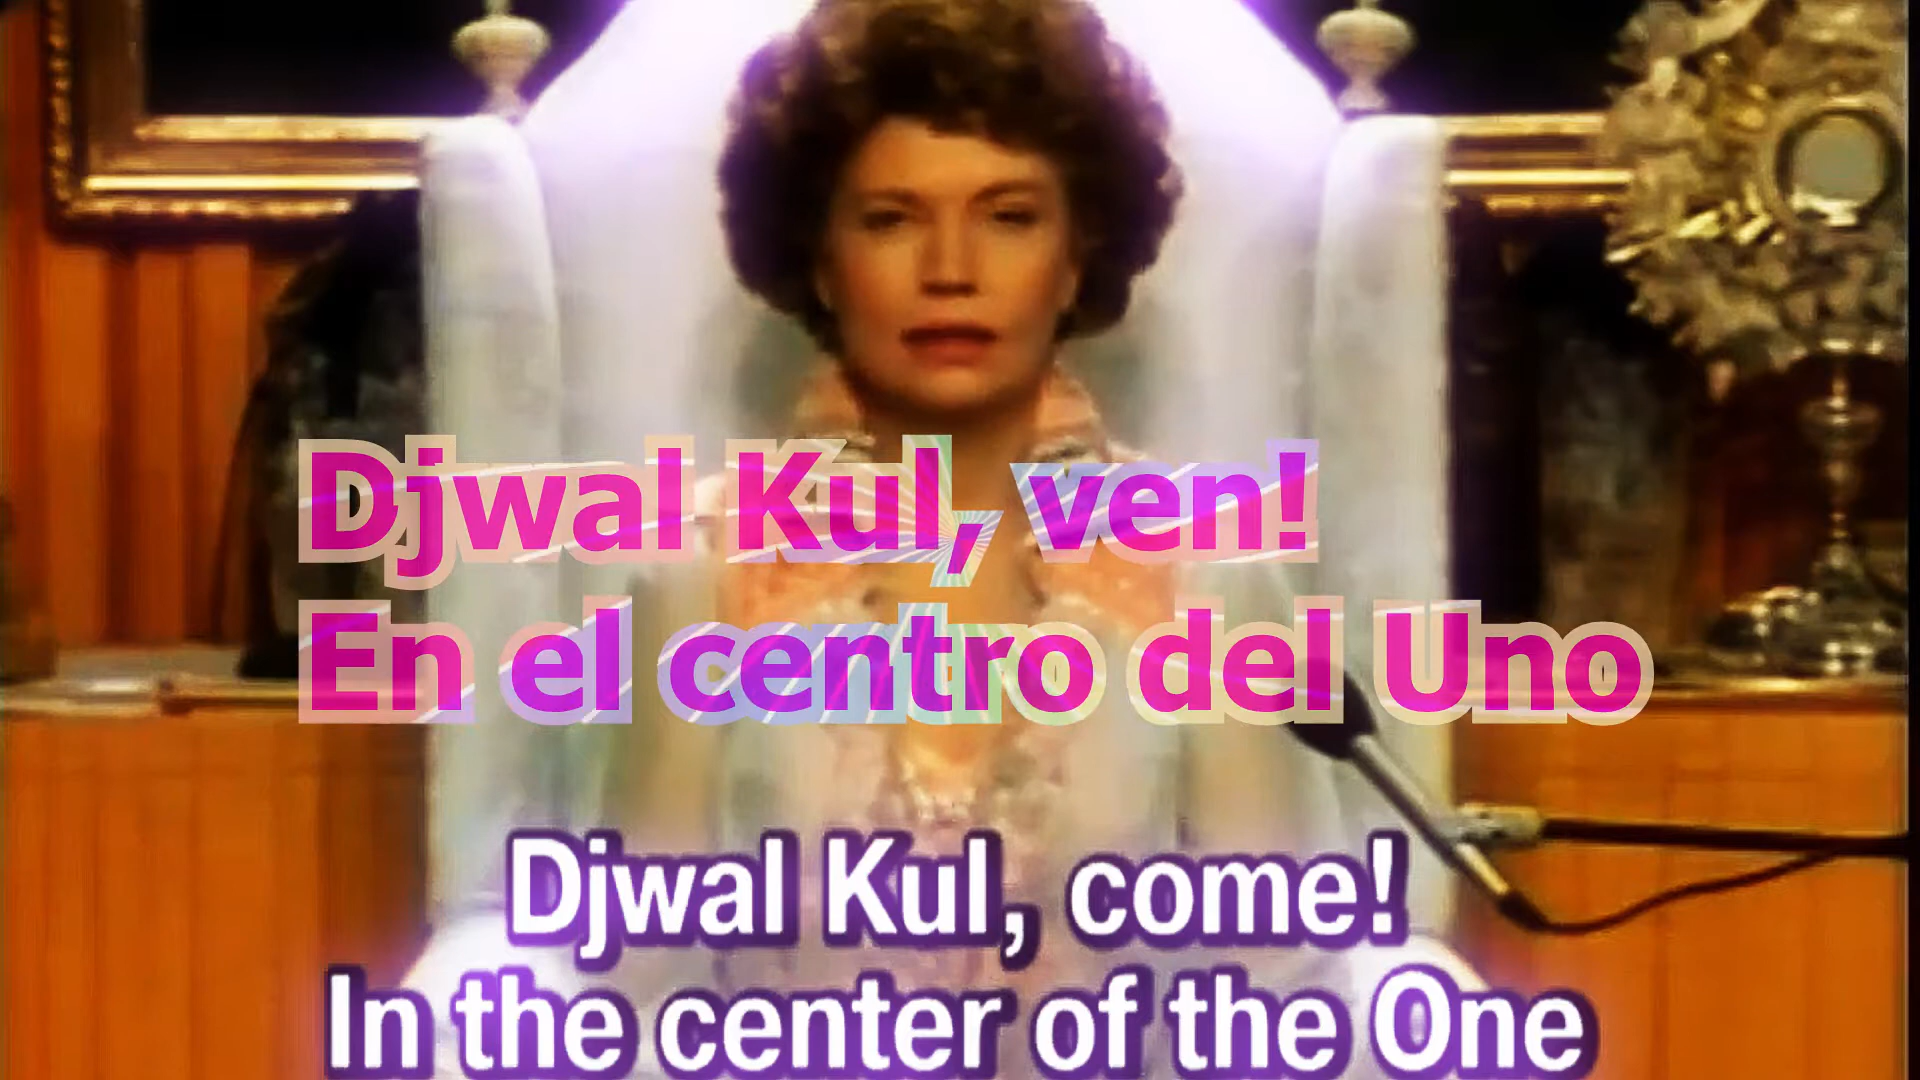 Djwal Kul, ven!
En el centro del Uno
Djwal Kul, come!
In the center of the One